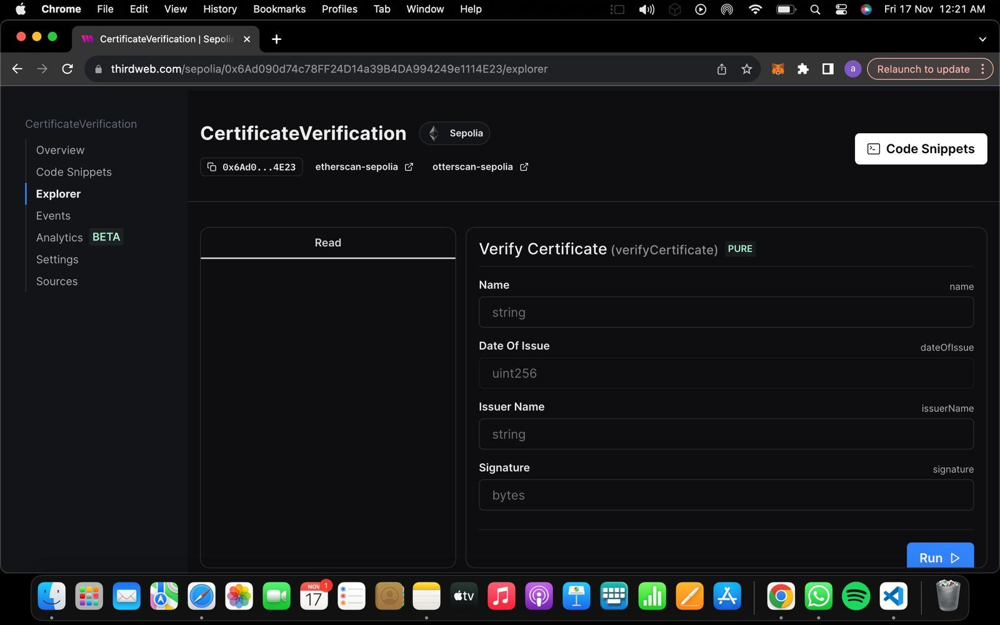 Chrome File Edit View History Bookmarks Profiles Tab Window Help Fri 17 Nov 12:21 AM
CertificateVerification | Sepolia
thirdweb.com/sepolia/0x6Ad090d74c78FF24D14a39B4DA994249e1114E23/explorer a Relaunch to update
CertificateVerification
Overview
Code Snippets
Explorer
Events
Analytics BETA
Settings
Sources
CertificateVerification Sepolia
0x6Ad0...4E23 etherscan-sepolia otterscan-sepolia
Code Snippets
Read
Verify Certificate (verifyCertificate) PURE
Name name
string
Date Of Issue dateOfIssue
uint256
Issuer Name issuerName
string
Signature signature
bytes
Run
NOV 1
17
tv